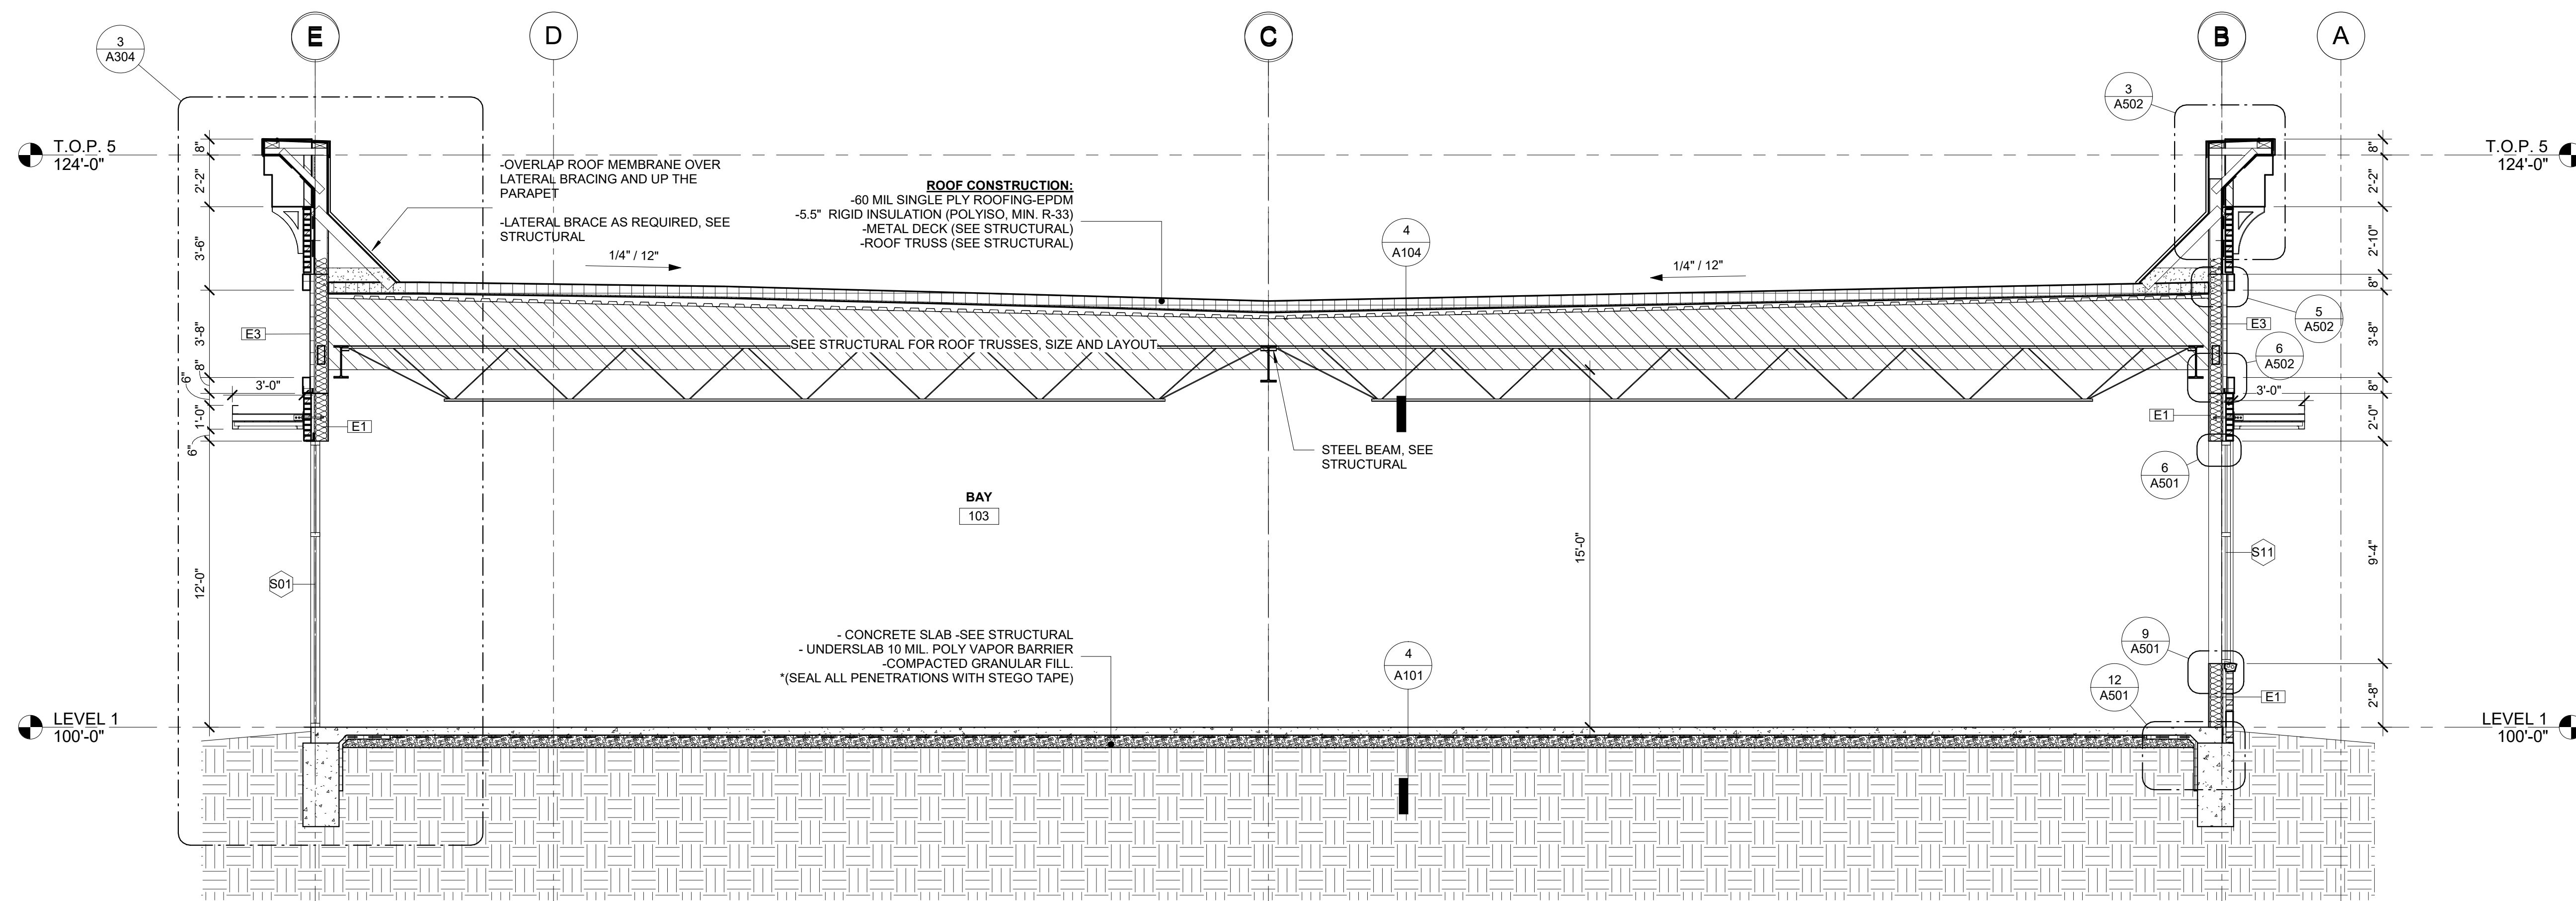 E
D
C
B
A
3
A304
3
A502
T.O.P. 5
124'-0"
T.O.P. 5
124'-0"
8"
2'-2"
3'-6"
3'-8"
8"
6"
1'-0"
6"
12'-0"
3'-0"
-OVERLAP ROOF MEMBRANE OVER
LATERAL BRACING AND UP THE
PARAPET
-LATERAL BRACE AS REQUIRED, SEE
STRUCTURAL
1/4" / 12"
ROOF CONSTRUCTION:
-60 MIL SINGLE PLY ROOFING-EPDM
-5.5" RIGID INSULATION (POLYISO, MIN. R-33)
-METAL DECK (SEE STRUCTURAL)
-ROOF TRUSS (SEE STRUCTURAL)
4
A104
1/4" / 12"
8"
2'-2"
2'-10"
8"
3'-8"
8"
2'-0"
9'-4"
2'-8"
3'-0"
5
A502
6
A502
E3
E3
SEE STRUCTURAL FOR ROOF TRUSSES, SIZE AND LAYOUT
E1
E1
STEEL BEAM, SEE
STRUCTURAL
6
A501
BAY
103
15'-0"
S01
S11
- CONCRETE SLAB -SEE STRUCTURAL
- UNDERSLAB 10 MIL. POLY VAPOR BARRIER
-COMPACTED GRANULAR FILL.
*(SEAL ALL PENETRATIONS WITH STEGO TAPE)
4
A101
9
A501
12
A501
E1
LEVEL 1
100'-0"
LEVEL 1
100'-0"